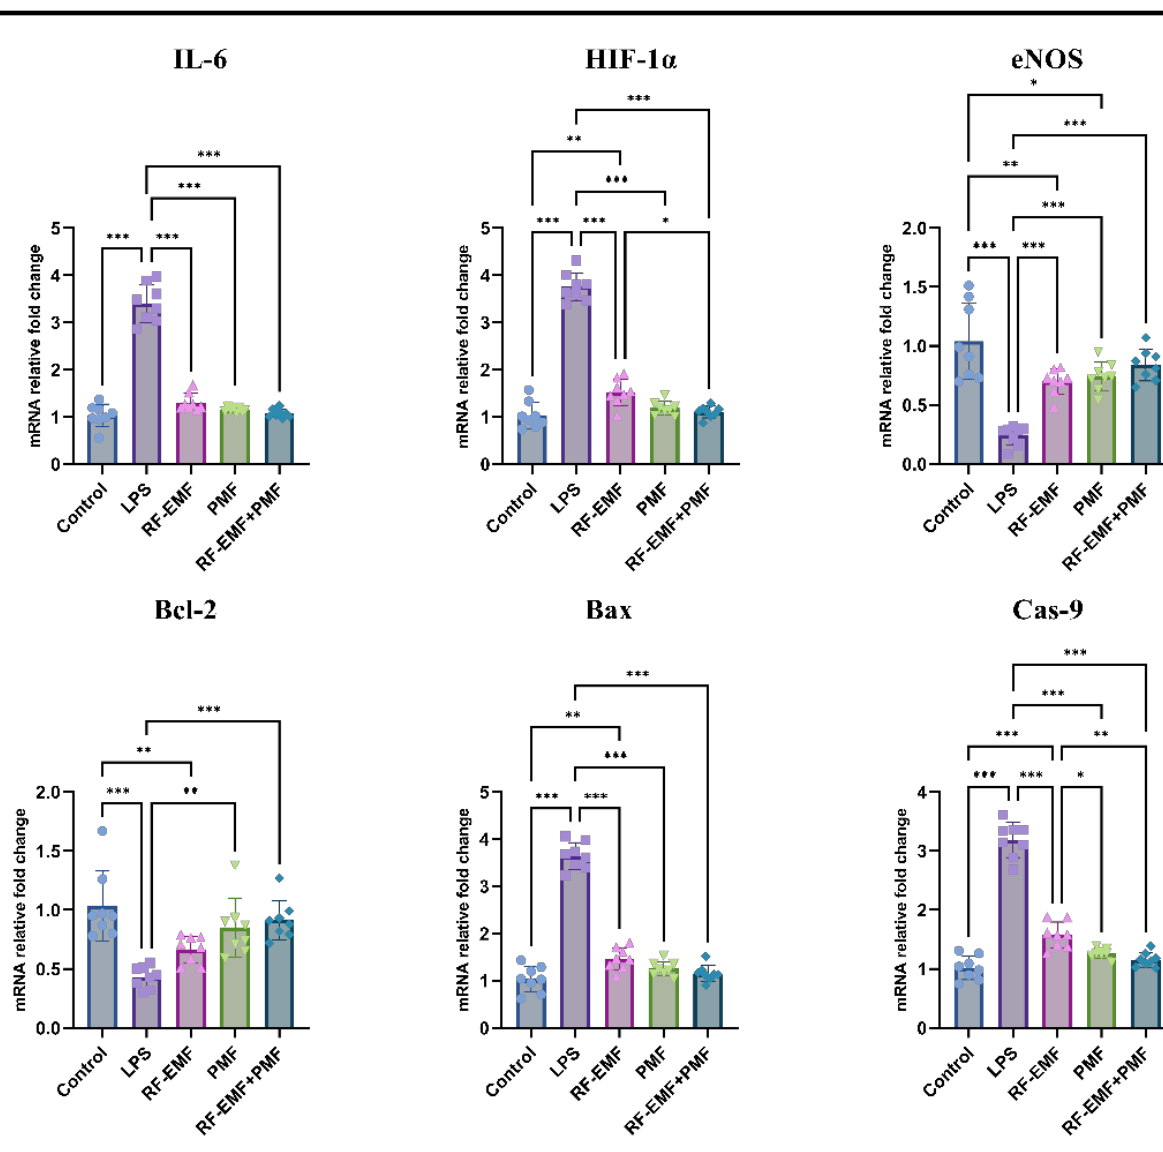 IL-6
HIF-1α
eNOS
*
***
***
***
**
**
***
***
***
***
*** ***
*** *** *
*** ***
mRNA relative fold change
5
4
3
2
1
0
Control
LPS
RF-EMF
PMF
RF-EMF+PMF
mRNA relative fold change
5
4
3
2
1
0
Control
LPS
RF-EMF
PMF
RF-EMF+PMF
mRNA relative fold change
2.0
1.5
1.0
0.5
0.0
Control
LPS
RF-EMF
PMF
RF-EMF+PMF
Bcl-2
Bax
Cas-9
***
**
*** **
***
**
***
*** ***
***
***
*** **
*** *** *
mRNA relative fold change
2.0
1.5
1.0
0.5
0.0
Control
LPS
RF-EMF
PMF
RF-EMF+PMF
mRNA relative fold change
5
4
3
2
1
0
Control
LPS
RF-EMF
PMF
RF-EMF+PMF
mRNA relative fold change
4
3
2
1
0
Control
LPS
RF-EMF
PMF
RF-EMF+PMF